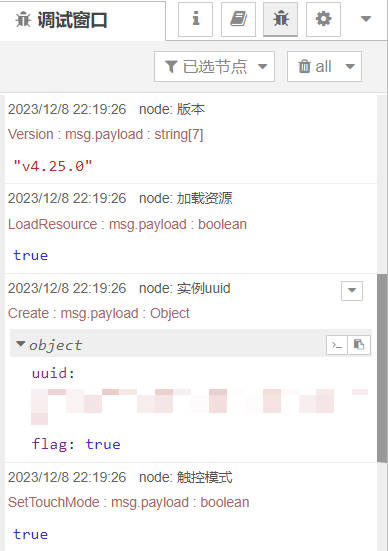 调试窗口
已选节点
all
2023/12/8 22:19:26 node: 版本
Version : msg.payload : string[7]
"v4.25.0"
2023/12/8 22:19:26 node: 加载资源
LoadResource : msg.payload : boolean
true
2023/12/8 22:19:26 node: 实例uuid
Create : msg.payload : Object
object
uuid:
flag: true
2023/12/8 22:19:26 node: 触控模式
SetTouchMode : msg.payload : boolean
true